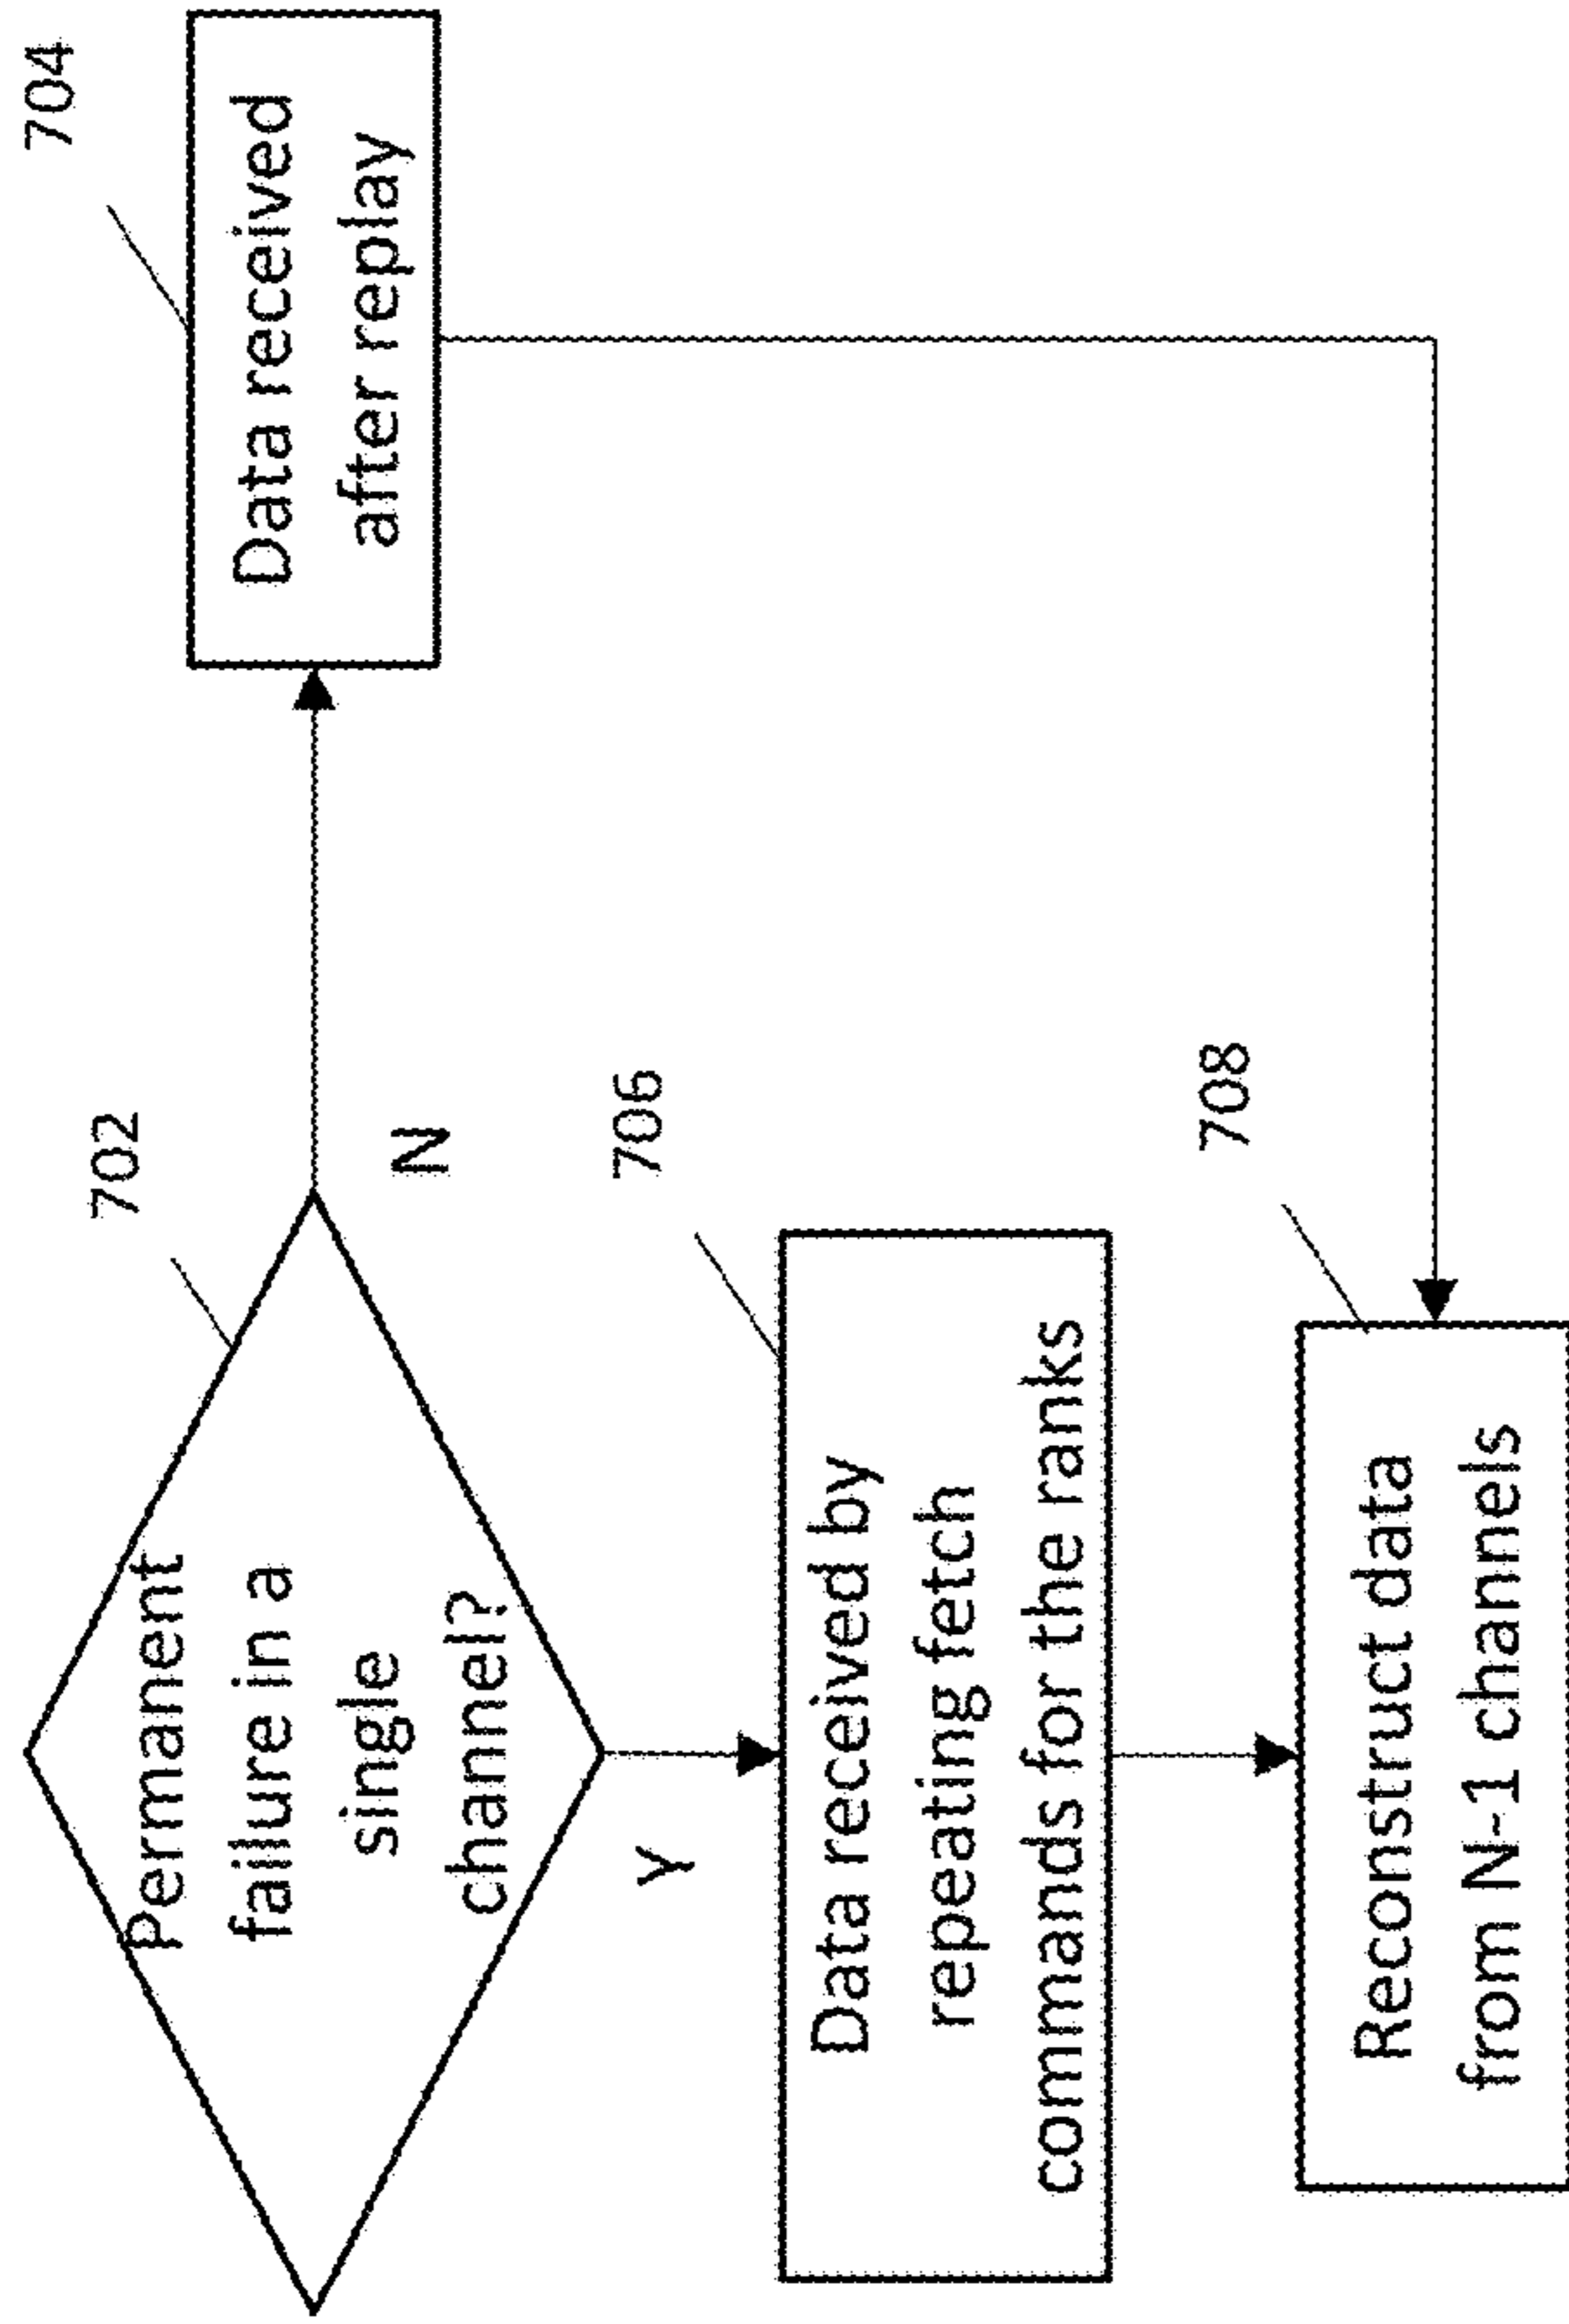 702
Permanent
failure in a
single
channel?
N
704
Data received
after replay
Y
706
Data received by
repeating fetch
commands for the ranks
708
Reconstruct data
from N-1 channels